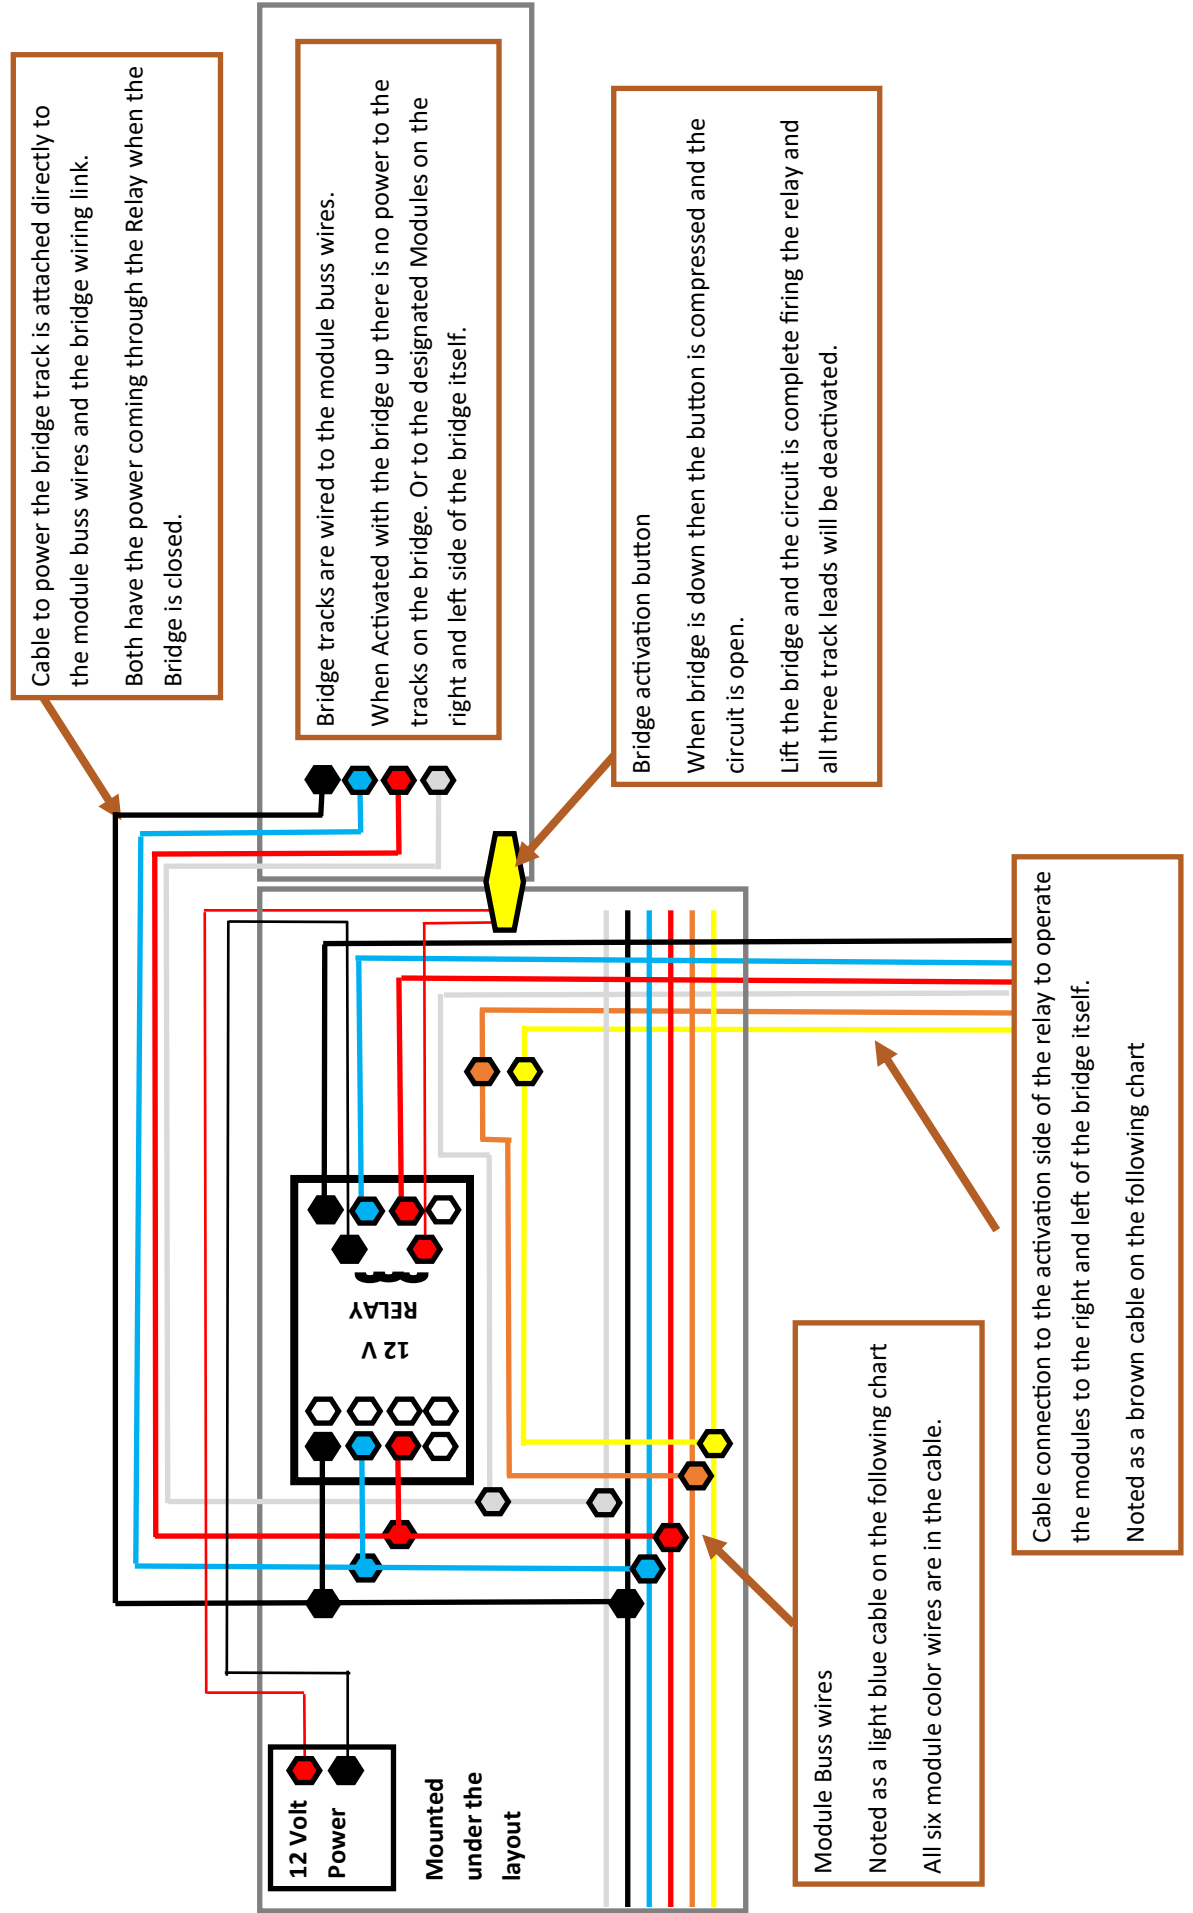 Cable to power the bridge track is attached directly to
the module buss wires and the bridge wiring link.
Both have the power coming through the Relay when the
Bridge is closed.
Bridge tracks are wired to the module buss wires.
When Activated with the bridge up there is no power to the
tracks on the bridge. Or to the designated Modules on the
right and left side of the bridge itself.
Bridge activation button
When bridge is down then the button is compressed and the
circuit is open.
Lift the bridge and the circuit is complete firing the relay and
all three track leads will be deactivated.
12 V
RELAY
12 Volt
Power
Mounted
under the
layout
Module Buss wires
Noted as a light blue cable on the following chart
All six module color wires are in the cable.
Cable connection to the activation side of the relay to operate
the modules to the right and left of the bridge itself.
Noted as a brown cable on the following chart